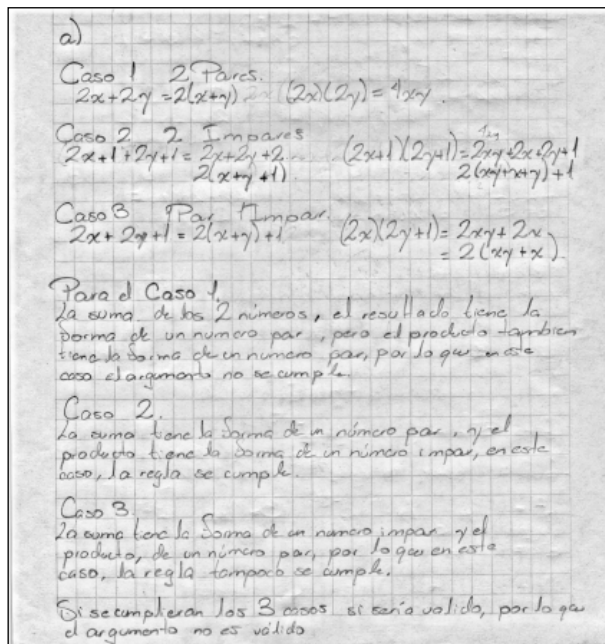 a)
Caso 1 2 Pares.
2x+2y = 2(x+y) (2x)(2y) = 4xy
Caso 2 2 Impares
2x+1+2y+1 = 2x+2y+2 (2x+1)(2y+1) = 2xy+2x+2y+1
2(x+y+1) 2(xy+x+y)+1
Caso 3 1 Par 1 Impar.
2x+2y+1 = 2(x+y)+1 (2x)(2y+1) = 2xy+2x
= 2(xy+x)
Para el Caso 1.
La suma de los 2 números, el resultado tiene la
forma de un numero par, pero el producto tambien
tiene la forma de un numero par, por lo que en este
caso el argumento no se cumple.
Caso 2.
La suma tiene la forma de un número par, y el
producto tiene la forma de un número impar, en este
caso, la regla se cumple.
Caso 3.
La suma tiene la forma de un numero impar y el
producto, de un número par, por lo que en este
caso, la regla tampoco se cumple.
Si se cumplieran los 3 casos si seria valido, por lo que
el argumento no es válido